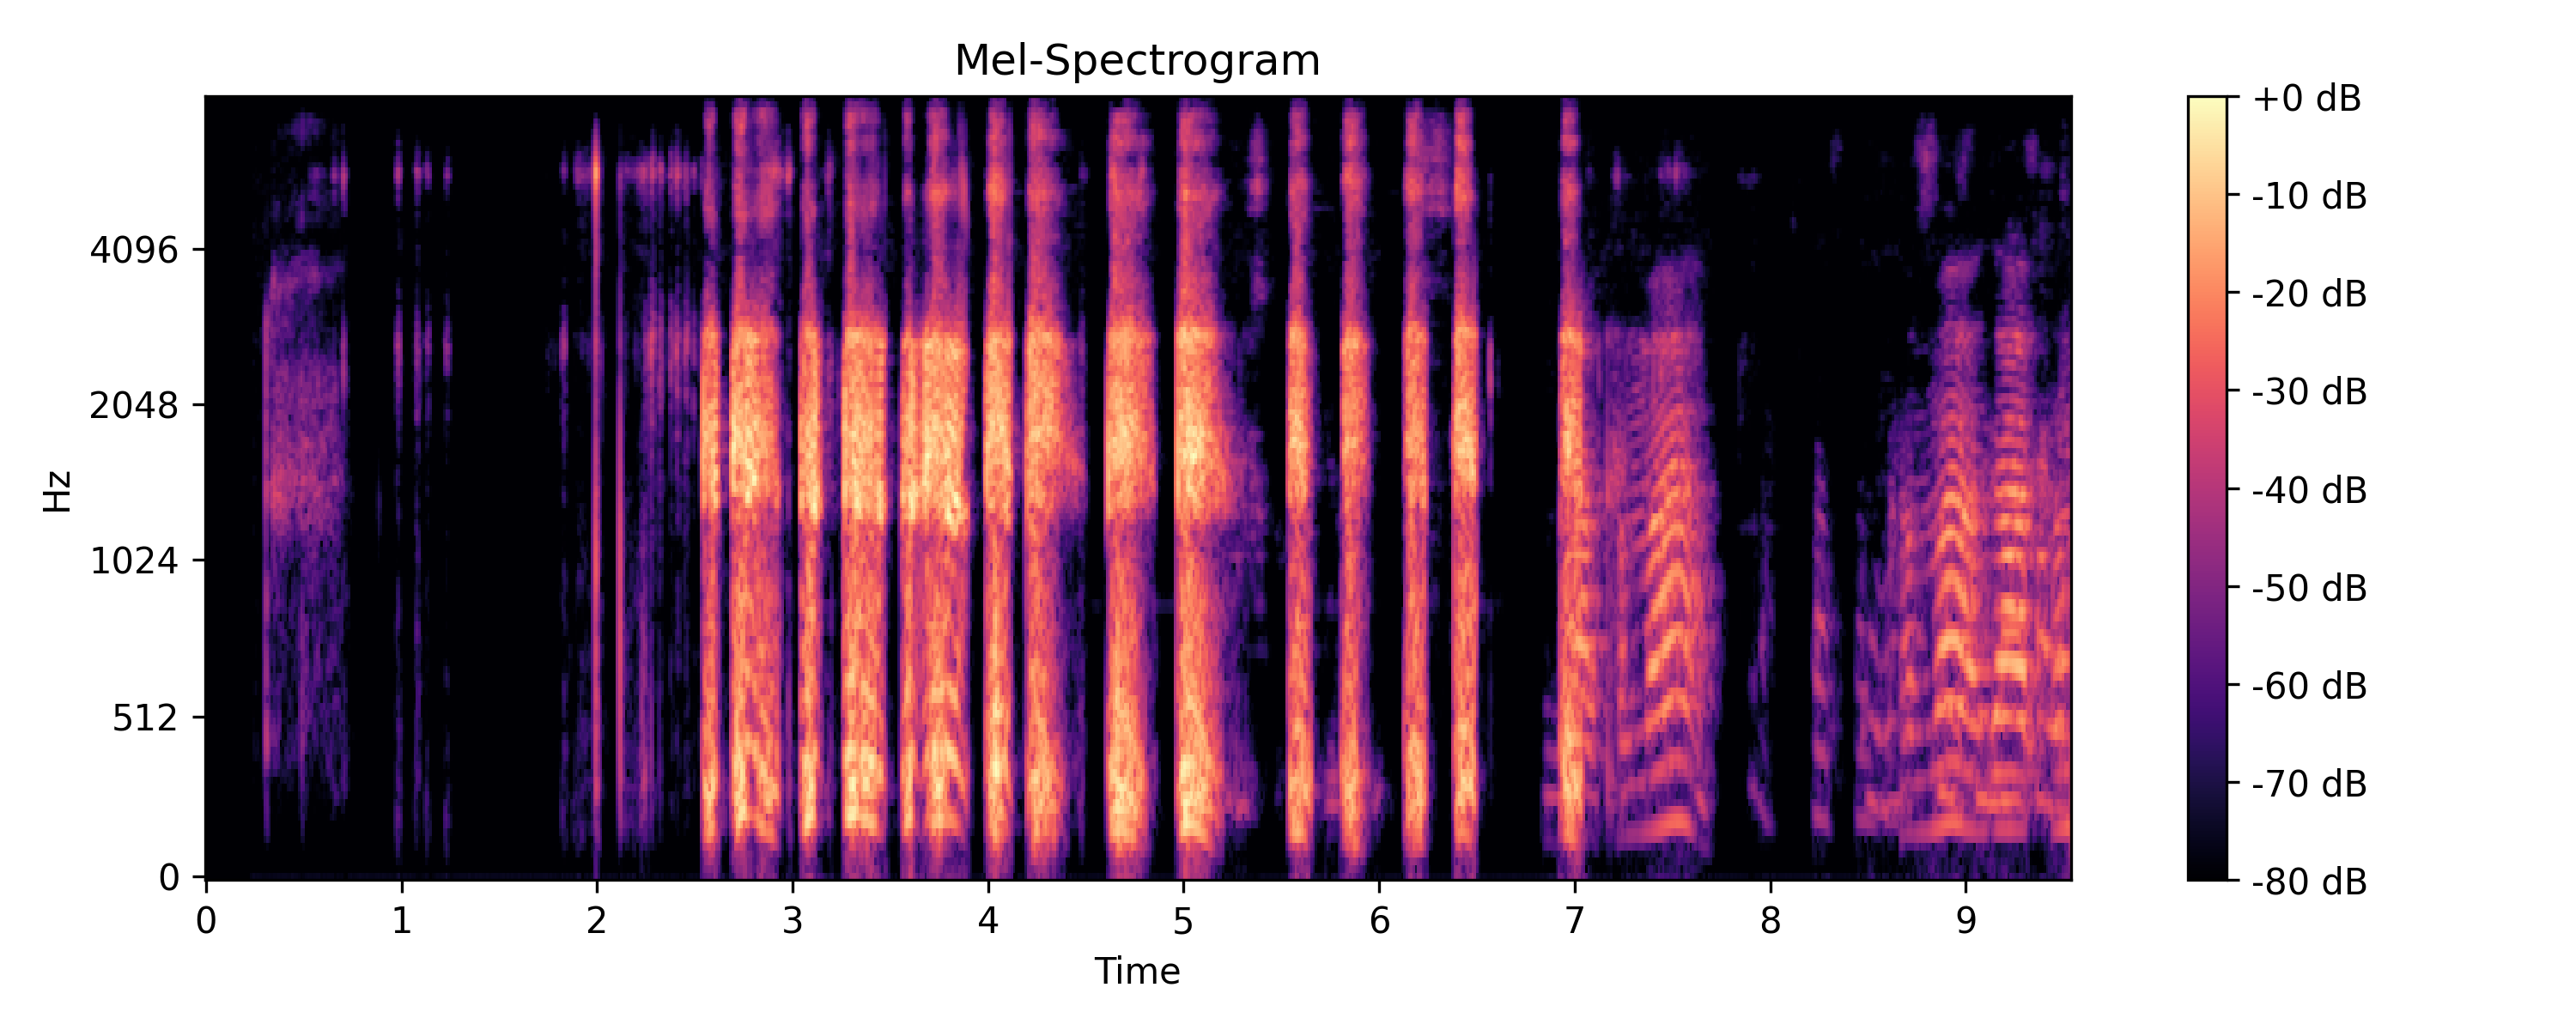 Mel-Spectrogram
+0 dB
-10 dB
-20 dB
-30 dB
-40 dB
-50 dB
-60 dB
-70 dB
-80 dB
Hz
4096
2048
1024
512
0
0 1 2 3 4 5 6 7 8 9
Time